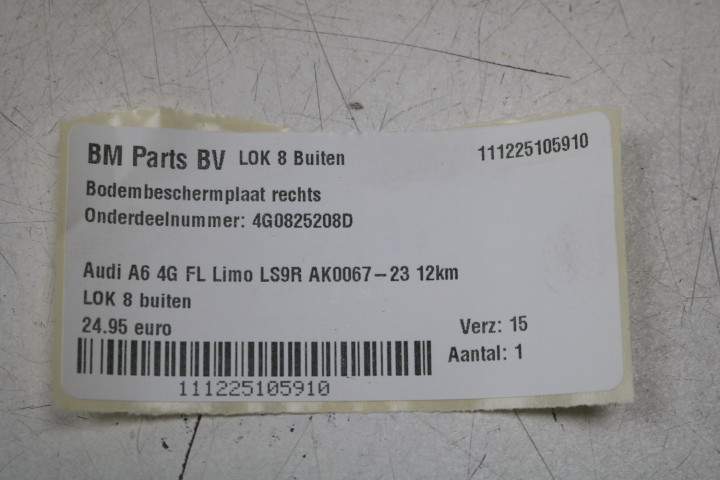 BM Parts BV LOK 8 Buiten 111225105910
Bodembeschermplaat rechts
Onderdeelnummer: 4G0825208D
Audi A6 4G FL Limo LS9R AK0067-23 12km
LOK 8 buiten
24.95 euro Verz: 15
Aantal: 1
111225105910